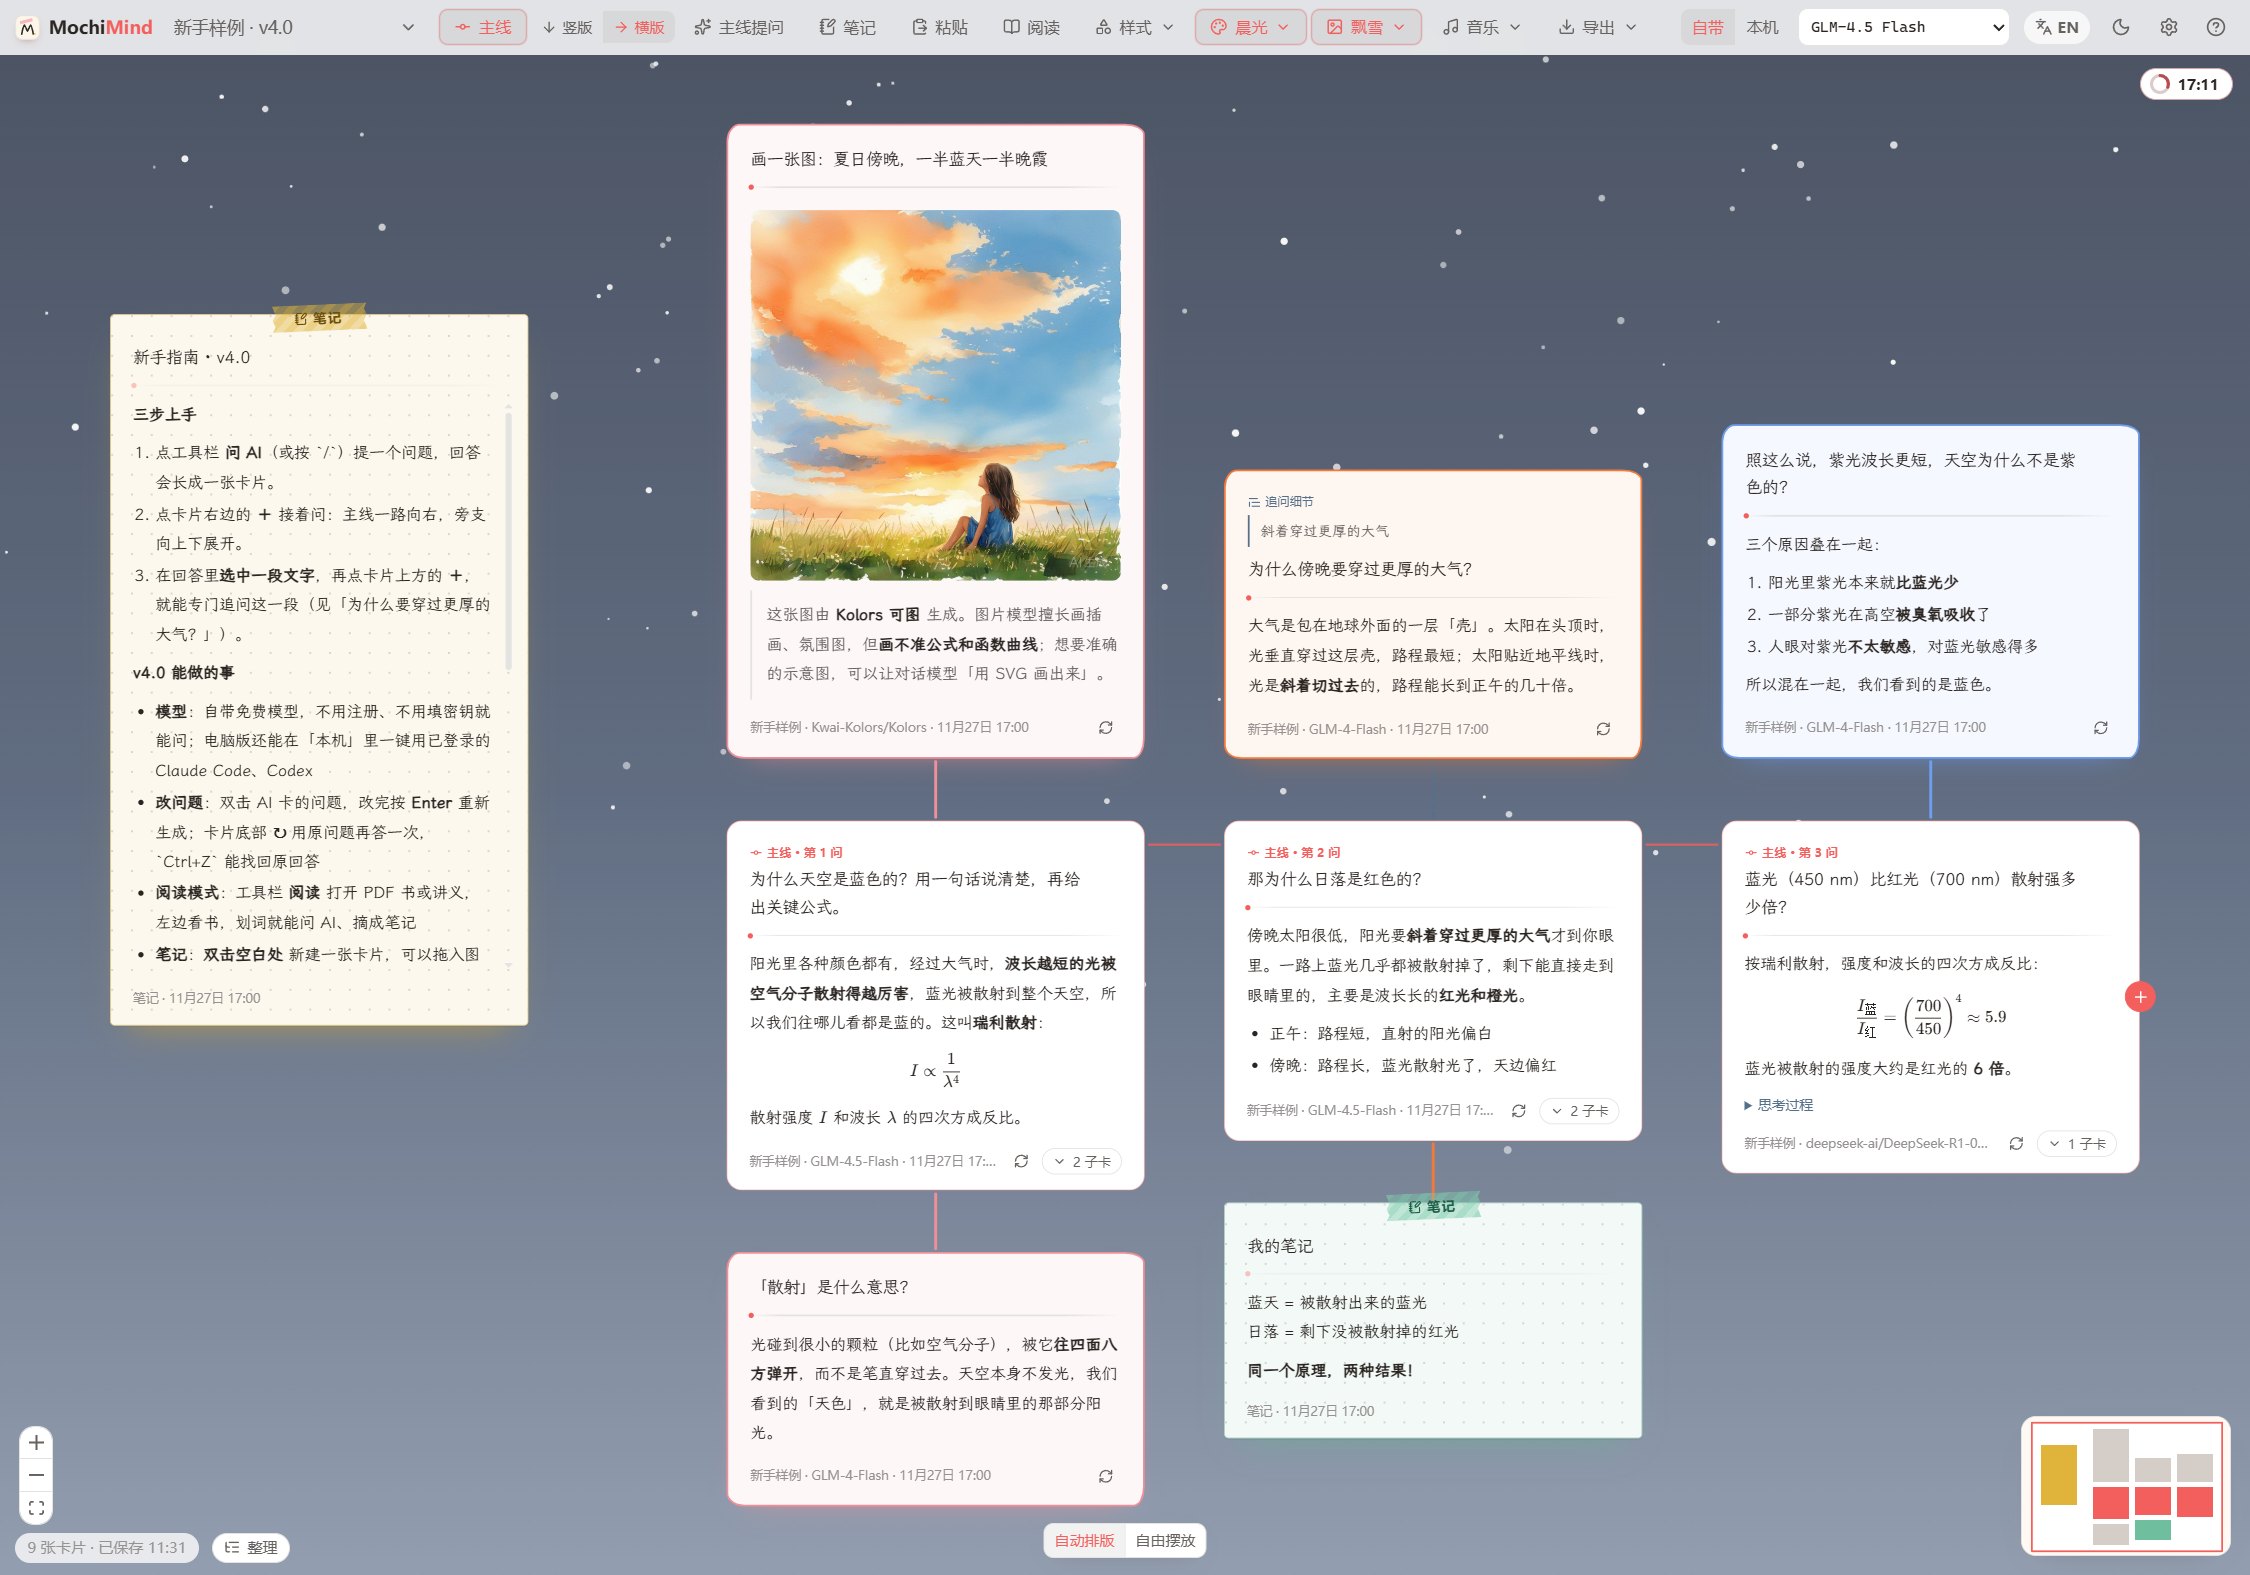 MochiMind
新手样例 · v4.0
主线
竖版
横版
主线提问
笔记
粘贴
阅读
样式
晨光
飘雪
音乐
导出
自带
本机
GLM-4.5 Flash
EN
17:11
笔记
新手指南 · v4.0
三步上手
1. 点工具栏 问 AI（或按 `/`）提一个问题，回答
会长成一张卡片。
2. 点卡片右边的 ＋ 接着问：主线一路向右，旁支
向上下展开。
3. 在回答里选中一段文字，再点卡片上方的 ＋，
就能专门追问这一段（见「为什么要穿过更厚的
大气？」）。
v4.0 能做的事
• 模型：自带免费模型，不用注册、不用填密钥就
能问；电脑版还能在「本机」里一键用已登录的
Claude Code、Codex
• 改问题：双击 AI 卡的问题，改完按 Enter 重新
生成；卡片底部 ↻ 用原问题再答一次，
`Ctrl+Z` 能找回原回答
• 阅读模式：工具栏 阅读 打开 PDF 书或讲义，
左边看书，划词就能问 AI、摘成笔记
• 笔记：双击空白处 新建一张卡片，可以拖入图
笔记 · 11月27日 17:00
画一张图：夏日傍晚，一半蓝天一半晚霞
这张图由 Kolors 可图 生成。图片模型擅长画插
画、氛围图，但画不准公式和函数曲线；想要准确
的示意图，可以让对话模型「用 SVG 画出来」。
新手样例 · Kwai-Kolors/Kolors · 11月27日 17:00
追问细节
斜着穿过更厚的大气
为什么傍晚要穿过更厚的大气？
大气是包在地球外面的一层「壳」。太阳在头顶时，
光垂直穿过这层壳，路程最短；太阳贴近地平线时，
光是斜着切过去的，路程能长到正午的几十倍。
新手样例 · GLM-4-Flash · 11月27日 17:00
照这么说，紫光波长更短，天空为什么不是紫
色的？
三个原因叠在一起：
1. 阳光里紫光本来就比蓝光少
2. 一部分紫光在高空被臭氧吸收了
3. 人眼对紫光不太敏感，对蓝光敏感得多
所以混在一起，我们看到的是蓝色。
新手样例 · GLM-4-Flash · 11月27日 17:00
主线 · 第 1 问
为什么天空是蓝色的？用一句话说清楚，再给
出关键公式。
阳光里各种颜色都有，经过大气时，波长越短的光被
空气分子散射得越厉害，蓝光被散射到整个天空，所
以我们往哪儿看都是蓝的。这叫瑞利散射：
I ∝ 1/λ⁴
散射强度 I 和波长 λ 的四次方成反比。
新手样例 · GLM-4.5-Flash · 11月27日 17:...
2 子卡
主线 · 第 2 问
那为什么日落是红色的？
傍晚太阳很低，阳光要斜着穿过更厚的大气才到你眼
里。一路上蓝光几乎都被散射掉了，剩下能直接走到
眼睛里的，主要是波长长的红光和橙光。
• 正午：路程短，直射的阳光偏白
• 傍晚：路程长，蓝光散射光了，天边偏红
新手样例 · GLM-4.5-Flash · 11月27日 17:...
2 子卡
主线 · 第 3 问
蓝光（450 nm）比红光（700 nm）散射强多
少倍？
按瑞利散射，强度和波长的四次方成反比：
I蓝/I红 = (700/450)⁴ ≈ 5.9
蓝光被散射的强度大约是红光的 6 倍。
思考过程
新手样例 · deepseek-ai/DeepSeek-R1-0...
1 子卡
「散射」是什么意思？
光碰到很小的颗粒（比如空气分子），被它往四面八
方弹开，而不是笔直穿过去。天空本身不发光，我们
看到的「天色」，就是被散射到眼睛里的那部分阳
光。
新手样例 · GLM-4-Flash · 11月27日 17:00
笔记
我的笔记
蓝天 = 被散射出来的蓝光
日落 = 剩下没被散射掉的红光
同一个原理，两种结果！
笔记 · 11月27日 17:00
9 张卡片 · 已保存 11:31
整理
自动排版
自由摆放